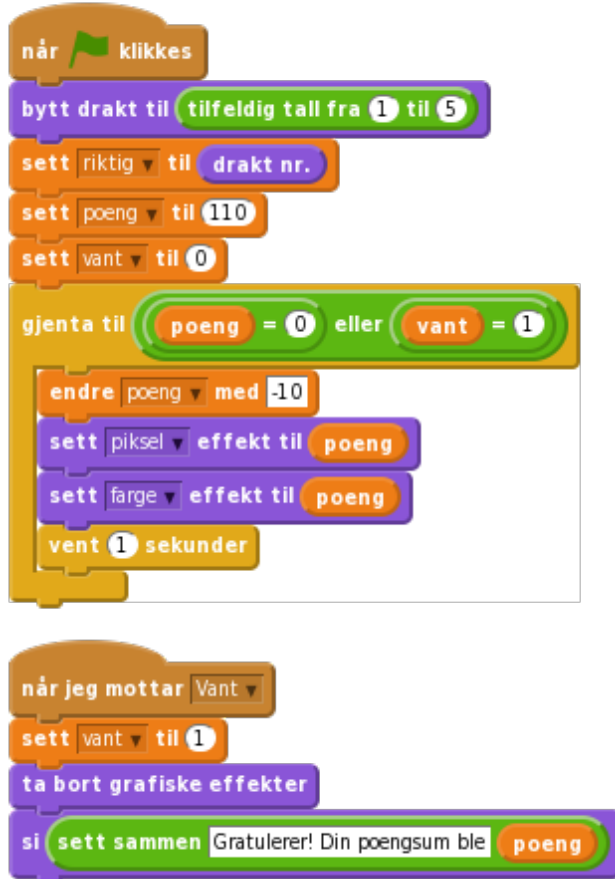 når klikkes
bytt drakt til tilfeldig tall fra 1 til 5
sett riktig til drakt nr.
sett poeng til 110
sett vant til 0
gjenta til poeng = 0 eller vant = 1
endre poeng med -10
sett piksel effekt til poeng
sett farge effekt til poeng
vent 1 sekunder
når jeg mottar Vant
sett vant til 1
ta bort grafiske effekter
si sett sammen Gratulerer! Din poengsum ble poeng